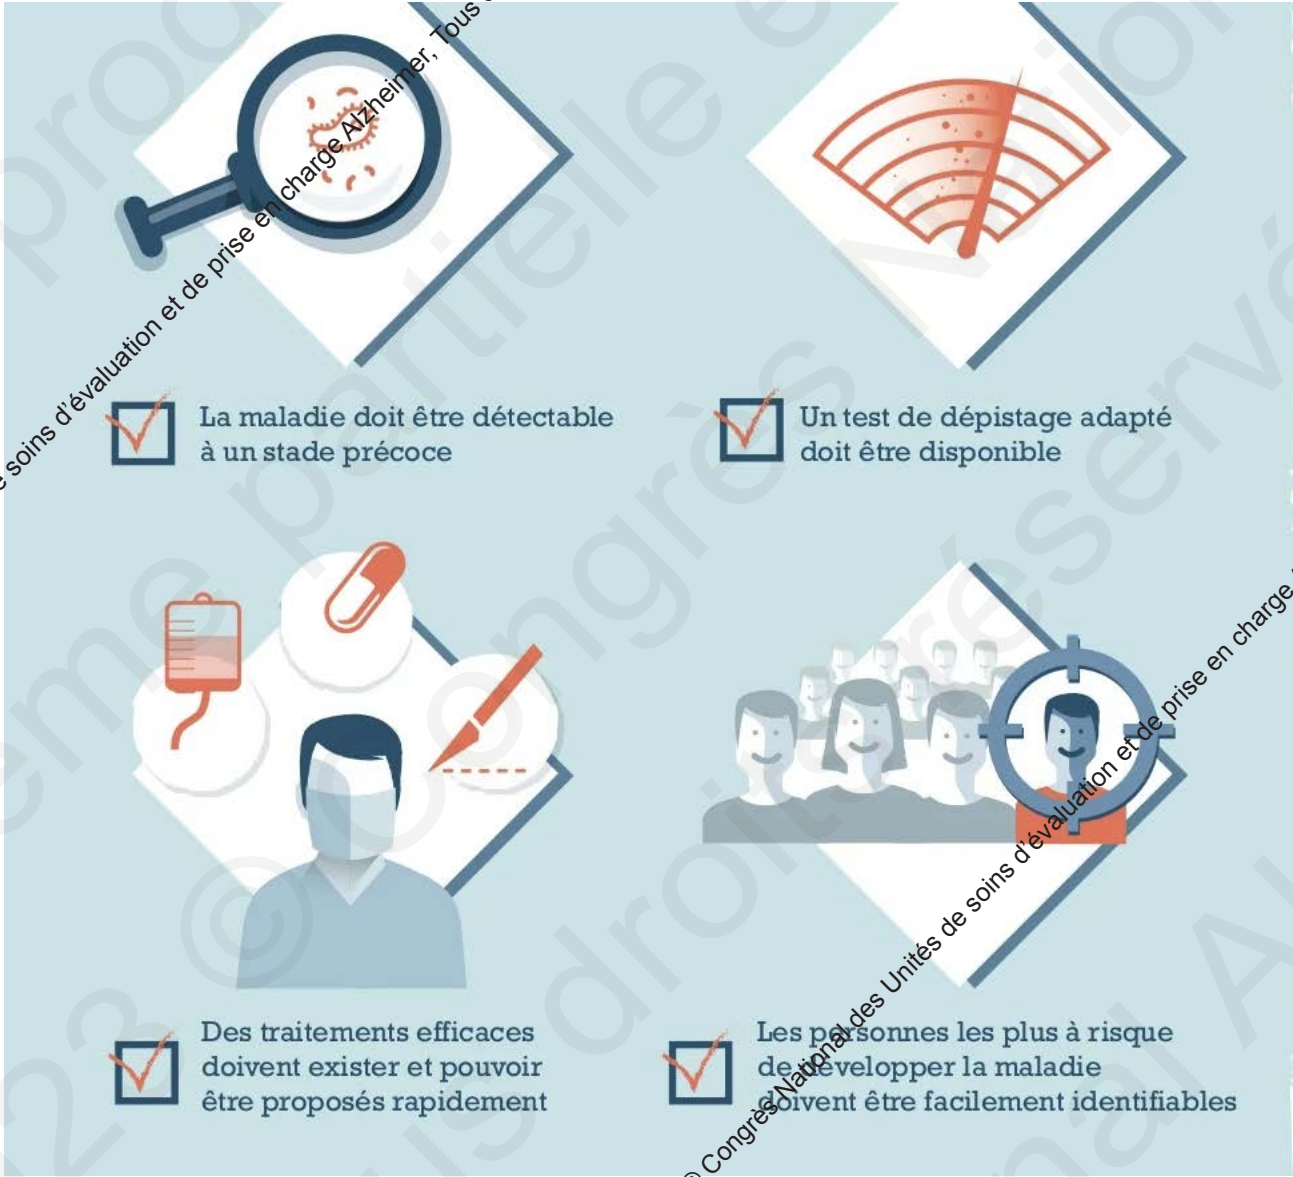 La maladie doit être détectable
à un stade précoce
Un test de dépistage adapté
doit être disponible
Des traitements efficaces
doivent exister et pouvoir
être proposés rapidement
Les personnes les plus à risque
de développer la maladie
doivent être facilement identifiables
soins d'évaluation et de prise en charge Alzheimer, Tous
© Congrès National des Unités de soins d'évaluation et de prise en charge